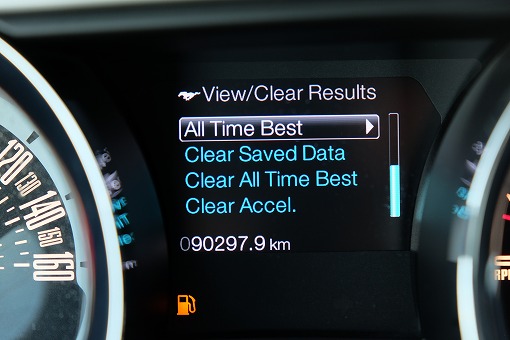 View/Clear Results
All Time Best
Clear Saved Data
Clear All Time Best
Clear Accel.
090297.9 km
120
130
140
150
160
RP